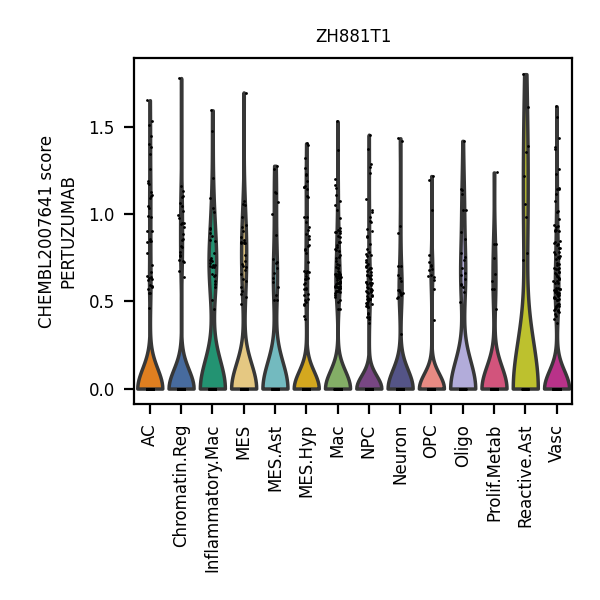 ZH881T1
CHEMBL2007641 score
PERTUZUMAB
1.5
1.0
0.5
0.0
AC
Chromatin.Reg
Inflammatory.Mac
MES
MES.Ast
MES.Hyp
Mac
NPC
Neuron
OPC
Oligo
Prolif.Metab
Reactive.Ast
Vasc